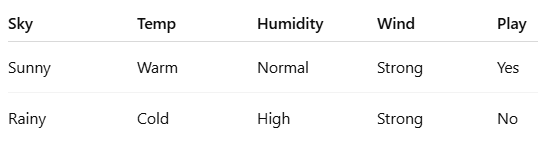 Sky Temp Humidity Wind Play
Sunny Warm Normal Strong Yes
Rainy Cold High Strong No